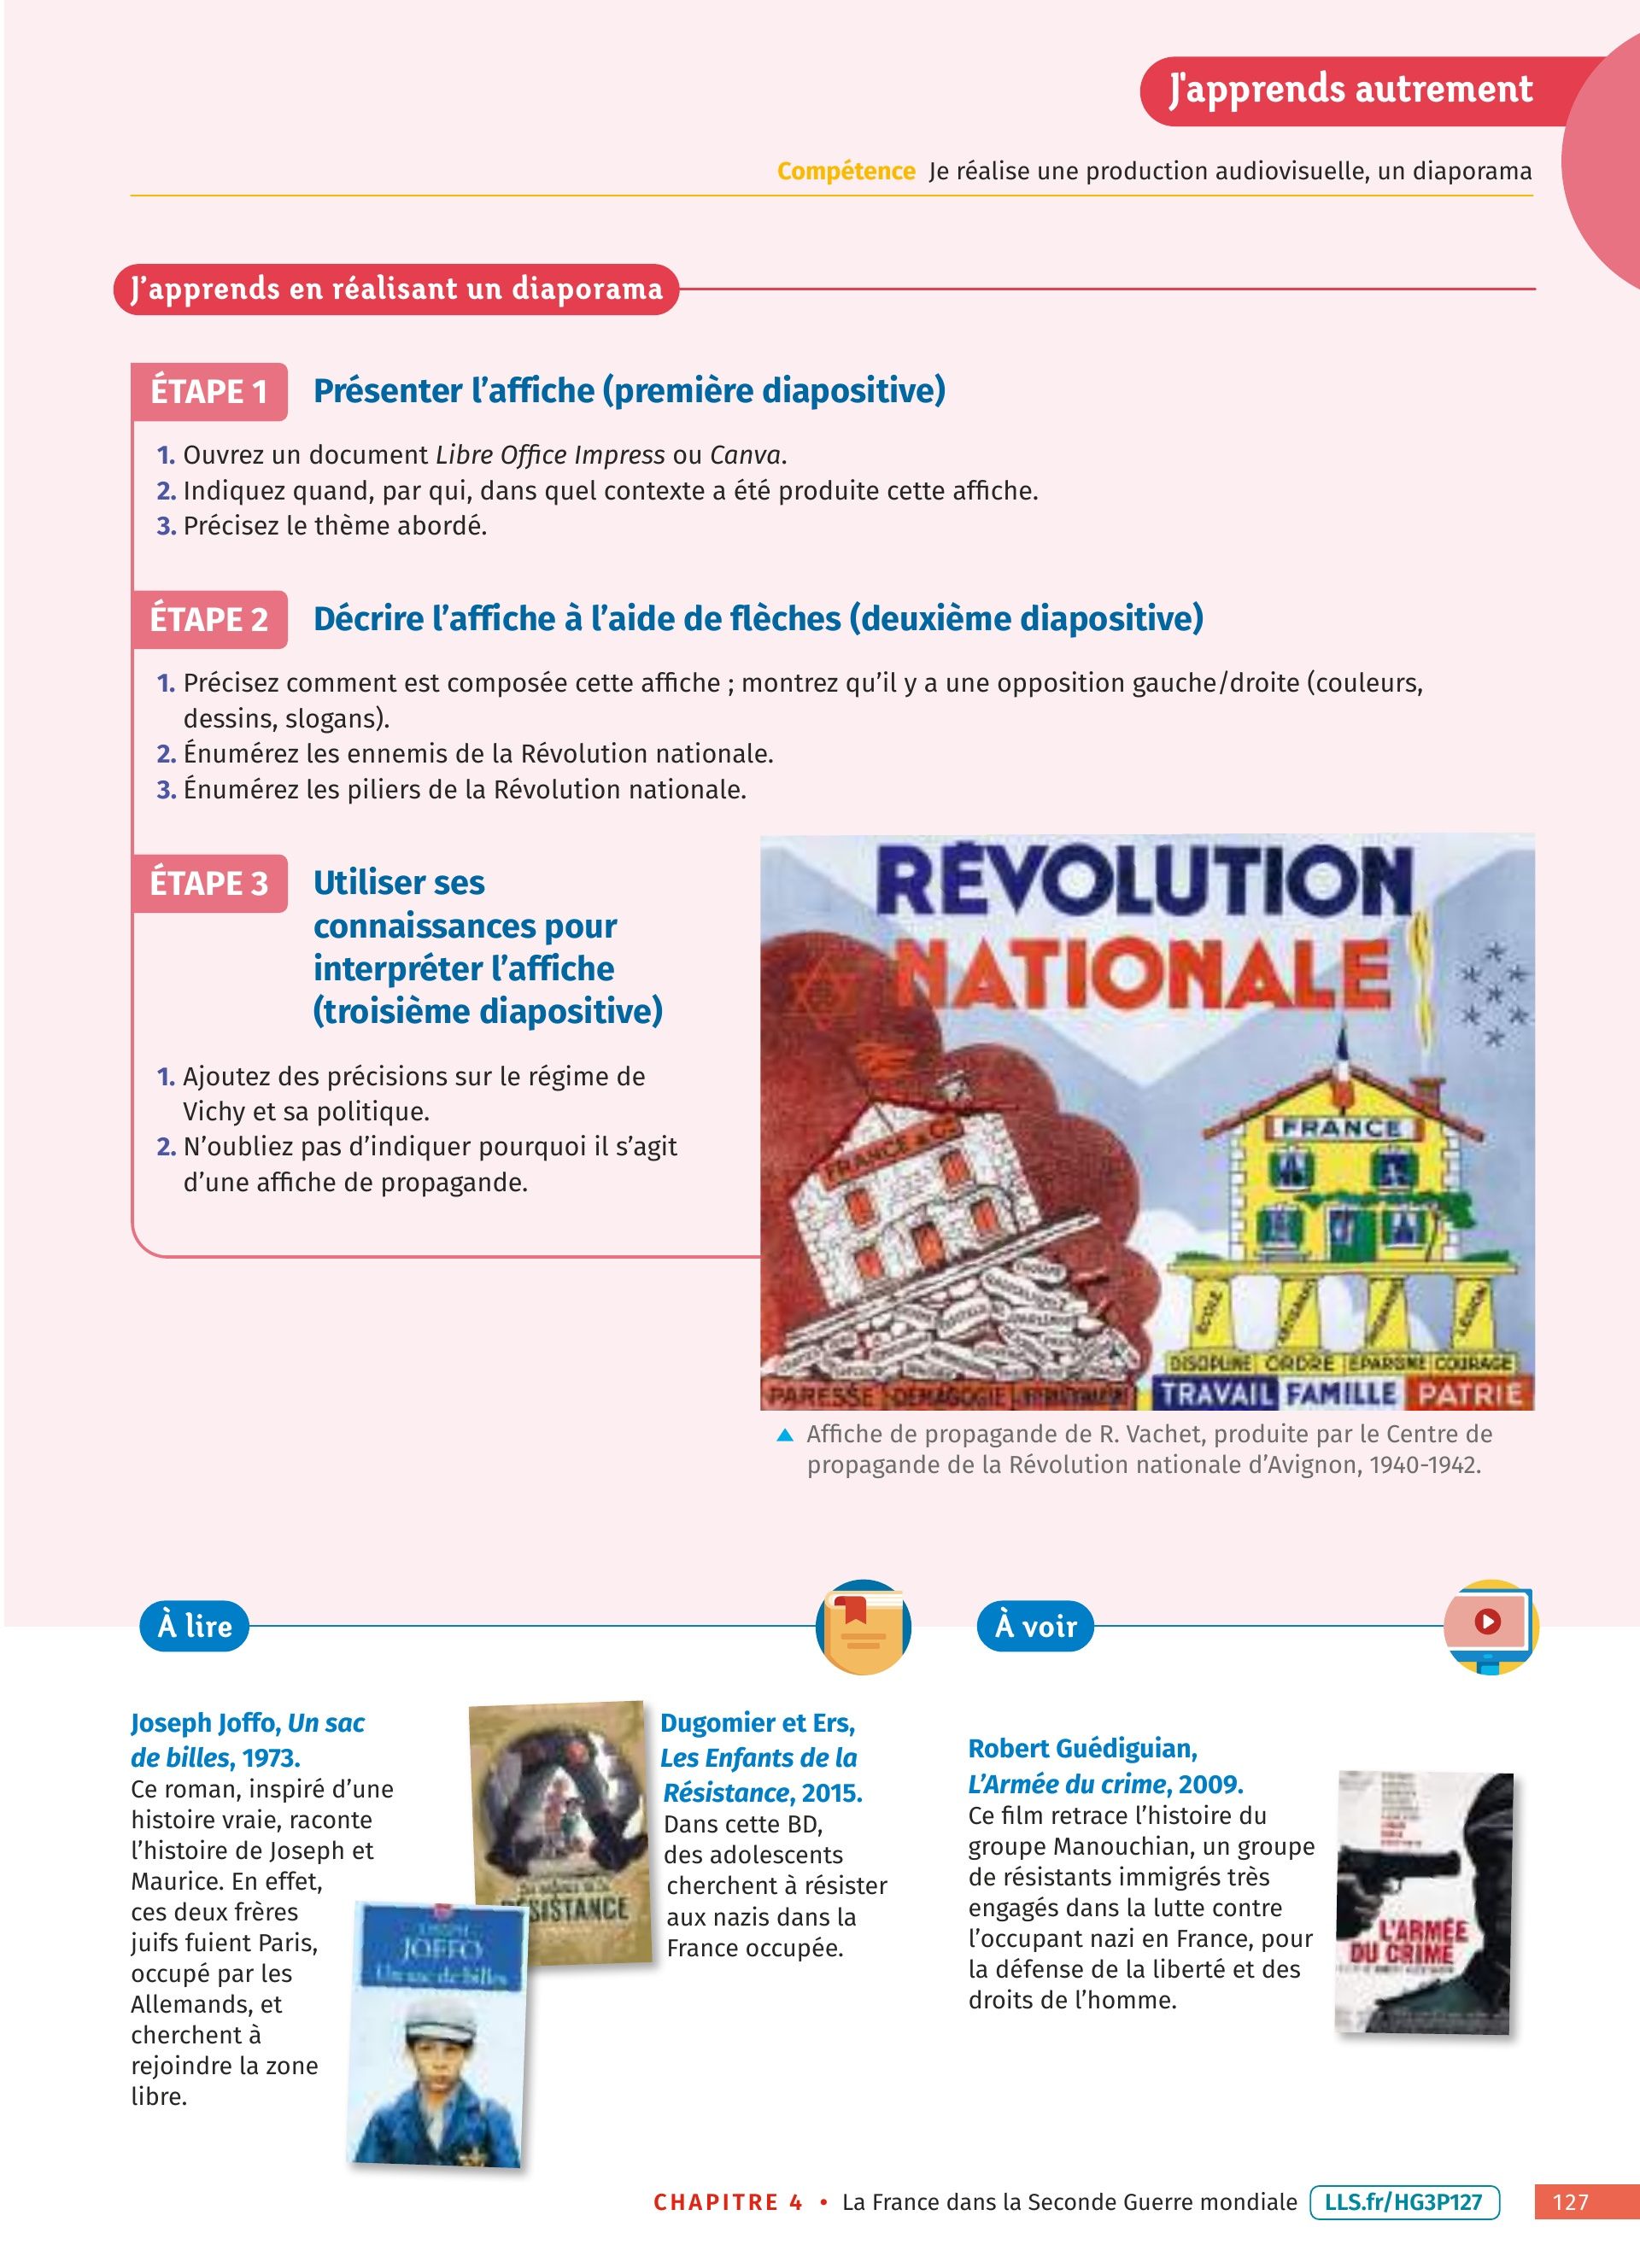 J'apprends autrement
Compétence Je réalise une production audiovisuelle, un diaporama
J'apprends en réalisant un diaporama
ÉTAPE 1 Présenter l'affiche (première diapositive)
1. Ouvrez un document Libre Office Impress ou Canva.
2. Indiquez quand, par qui, dans quel contexte a été produite cette affiche.
3. Précisez le thème abordé.
ÉTAPE 2 Décrire l'affiche à l'aide de flèches (deuxième diapositive)
1. Précisez comment est composée cette affiche ; montrez qu'il y a une opposition gauche/droite (couleurs,
dessins, slogans).
2. Énumérez les ennemis de la Révolution nationale.
3. Énumérez les piliers de la Révolution nationale.
ÉTAPE 3 Utiliser ses
connaissances pour
interpréter l'affiche
(troisième diapositive)
1. Ajoutez des précisions sur le régime de
Vichy et sa politique.
2. N'oubliez pas d'indiquer pourquoi il s'agit
d'une affiche de propagande.
RÉVOLUTION
NATIONALE
FRANCE & CIE
FRANCE
ÉCOLE ARTISANAT PAYSANNERIE LÉGION
DISCIPLINE ORDRE ÉPARGNE COURAGE
PARESSE DÉMAGOGIE
TRAVAIL FAMILLE PATRIE
Affiche de propagande de R. Vachet, produite par le Centre de
propagande de la Révolution nationale d'Avignon, 1940-1942.
À lire
Joseph Joffo, Un sac
de billes, 1973.
Ce roman, inspiré d'une
histoire vraie, raconte
l'histoire de Joseph et
Maurice. En effet,
ces deux frères
juifs fuient Paris,
occupé par les
Allemands, et
cherchent à
rejoindre la zone
libre.
JOSEPH
JOFFO
Un sac de billes
RÉSISTANCE
Dugomier et Ers,
Les Enfants de la
Résistance, 2015.
Dans cette BD,
des adolescents
cherchent à résister
aux nazis dans la
France occupée.
À voir
Robert Guédiguian,
L'Armée du crime, 2009.
Ce film retrace l'histoire du
groupe Manouchian, un groupe
de résistants immigrés très
engagés dans la lutte contre
l'occupant nazi en France, pour
la défense de la liberté et des
droits de l'homme.
L'ARMÉE
DU CRIME
CHAPITRE 4 • La France dans la Seconde Guerre mondiale LLS.fr/HG3P127 127